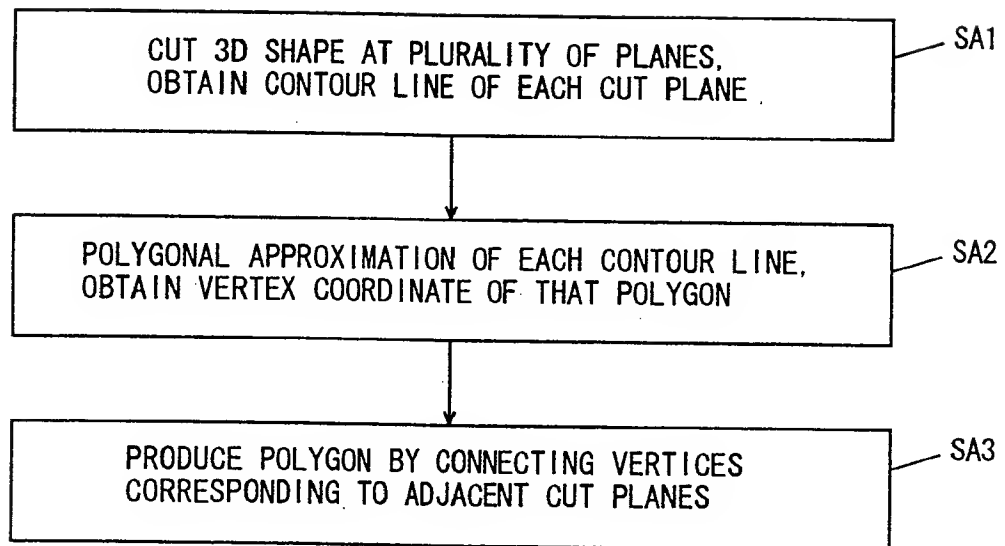 CUT 3D SHAPE AT PLURALITY OF PLANES,
OBTAIN CONTOUR LINE OF EACH CUT PLANE
SA1
POLYGONAL APPROXIMATION OF EACH CONTOUR LINE,
OBTAIN VERTEX COORDINATE OF THAT POLYGON
SA2
PRODUCE POLYGON BY CONNECTING VERTICES
CORRESPONDING TO ADJACENT CUT PLANES
SA3